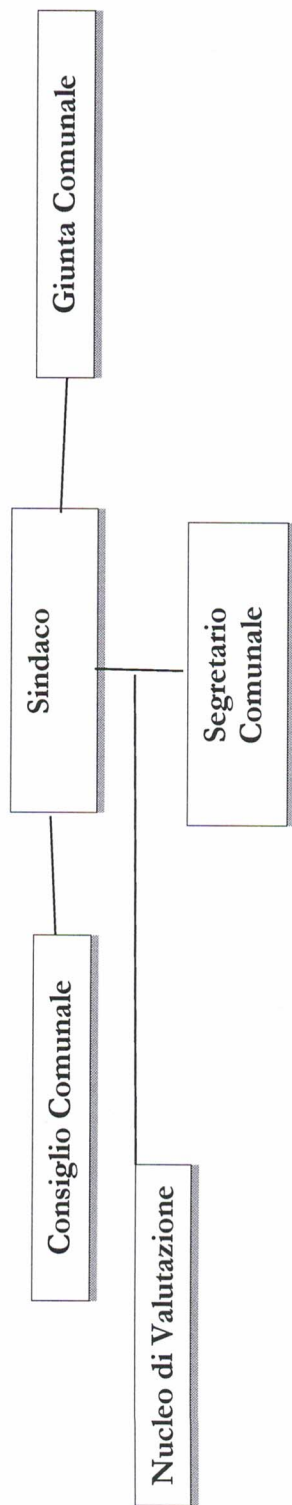 Consiglio Comunale
Sindaco
Giunta Comunale
Nucleo di Valutazione
Segretario
Comunale